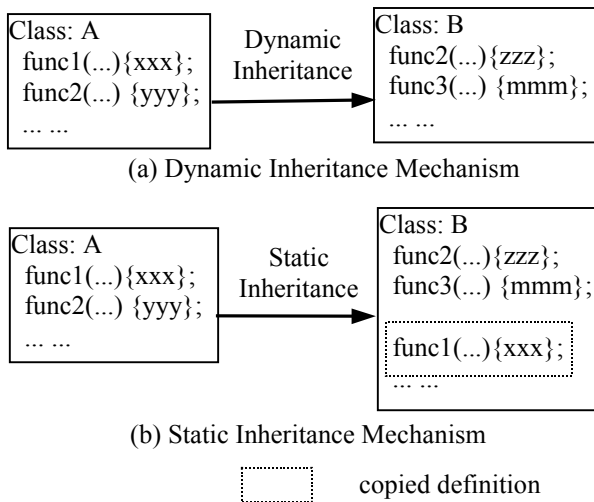 Class: A
func1(...){xxx};
func2(...) {yyy};
... ...
Dynamic
Inheritance
Class: B
func2(...){zzz};
func3(...) {mmm};
... ...
(a) Dynamic Inheritance Mechanism
Class: A
func1(...){xxx};
func2(...) {yyy};
... ...
Static
Inheritance
Class: B
func2(...){zzz};
func3(...) {mmm};
func1(...){xxx};
... ...
(b) Static Inheritance Mechanism
copied definition